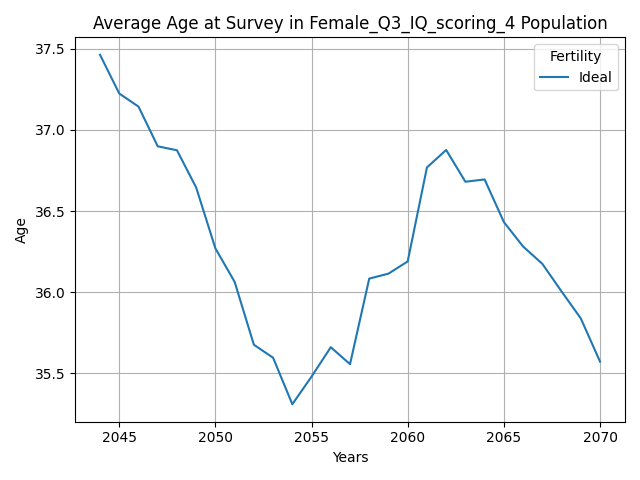 Average Age at Survey in Female_Q3_IQ_scoring_4 Population
Fertility
Ideal
37.5
37.0
36.5
36.0
35.5
Age
2045 2050 2055 2060 2065 2070
Years